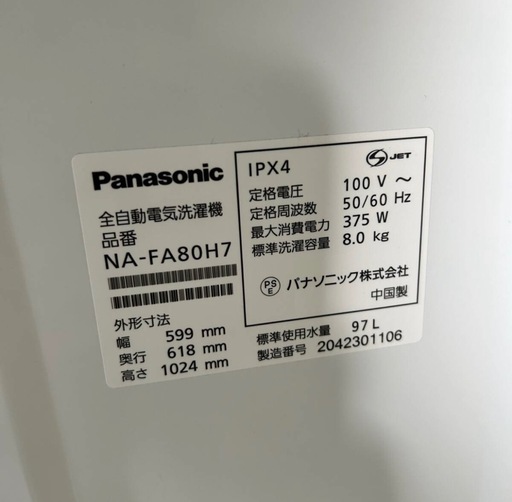 Panasonic
全自動電気洗濯機
品番
NA-FA80H7
外形寸法
幅 599 mm
奥行 618 mm
高さ 1024 mm
IPX4
S JET
定格電圧 100 V ～
定格周波数 50/60 Hz
最大消費電力 375 W
標準洗濯容量 8.0 kg
PS E パナソニック株式会社
中国製
標準使用水量 97 L
製造番号 2042301106